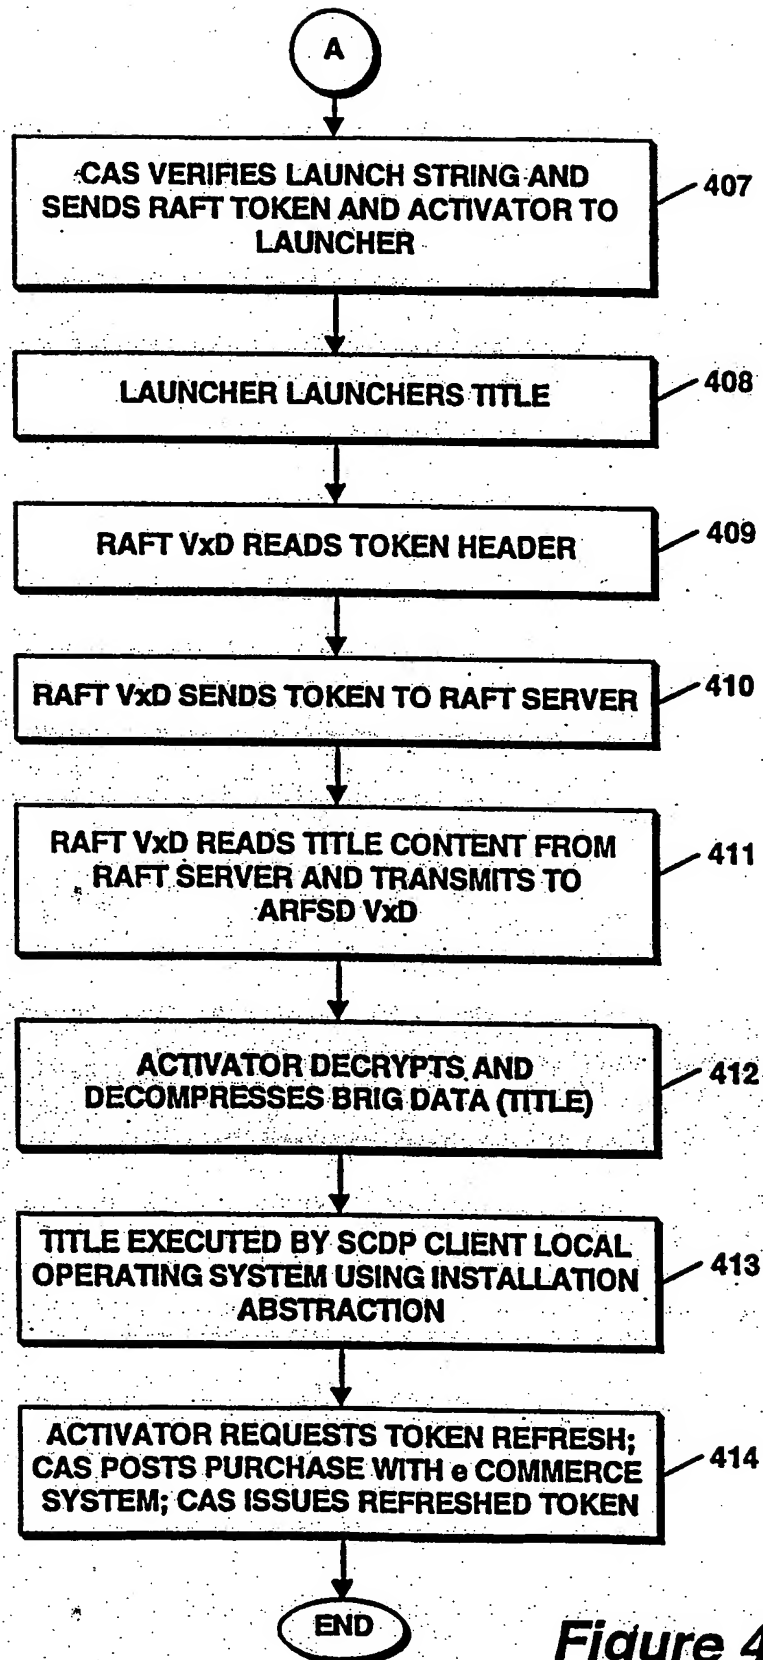 A
CAS VERIFIES LAUNCH STRING AND
SENDS RAFT TOKEN AND ACTIVATOR TO
LAUNCHER
407
LAUNCHER LAUNCHERS TITLE
408
RAFT VxD READS TOKEN HEADER
409
RAFT VxD SENDS TOKEN TO RAFT SERVER
410
RAFT VxD READS TITLE CONTENT FROM
RAFT SERVER AND TRANSMITS TO
ARFSD VxD
411
ACTIVATOR DECRYPTS AND
DECOMPRESSES BRIG DATA (TITLE)
412
TITLE EXECUTED BY SCDP CLIENT LOCAL
OPERATING SYSTEM USING INSTALLATION
ABSTRACTION
413
ACTIVATOR REQUESTS TOKEN REFRESH;
CAS POSTS PURCHASE WITH e COMMERCE
SYSTEM; CAS ISSUES REFRESHED TOKEN
414
END
Figure 4